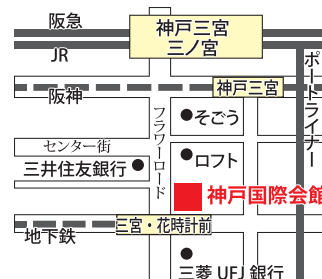 阪急
神戸三宮
三ノ宮
JR
ポートライナー
神戸三宮
阪神
フラワーロード
そごう
センター街
ロフト
三井住友銀行
神戸国際会館
三宮・花時計前
地下鉄
三菱UFJ銀行